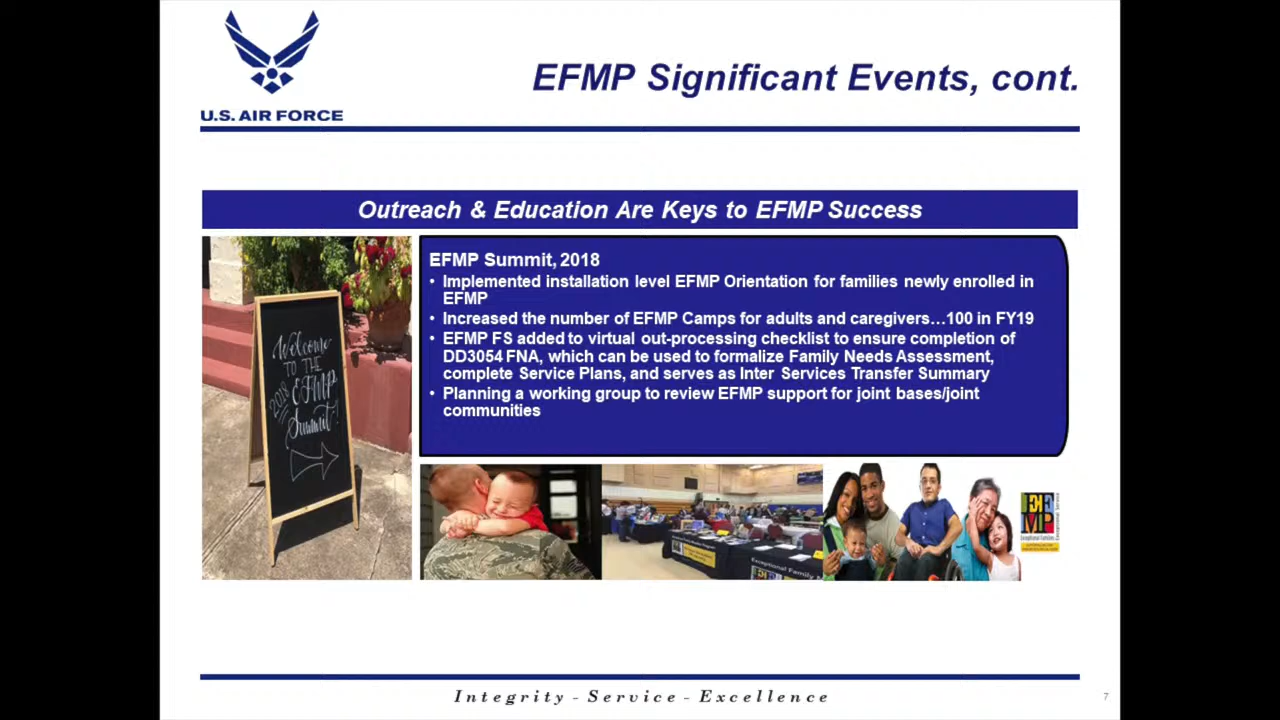 EFMP Significant Events, cont.
U.S. AIR FORCE
Outreach & Education Are Keys to EFMP Success
EFMP Summit, 2018
• Implemented installation level EFMP Orientation for families newly enrolled in
EFMP
• Increased the number of EFMP Camps for adults and caregivers…100 in FY19
• EFMP FS added to virtual out-processing checklist to ensure completion of
DD3054 FNA, which can be used to formalize Family Needs Assessment,
complete Service Plans, and serves as Inter Services Transfer Summary
• Planning a working group to review EFMP support for joint bases/joint
communities
Welcome
TO THE
2018
EFMP
Summit!
Exceptional Family M
Integrity - Service - Excellence
7